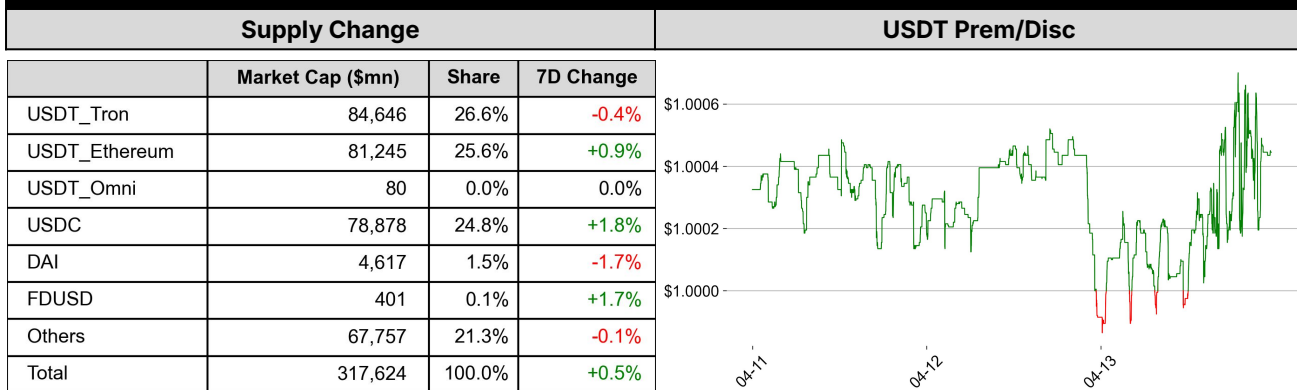 Supply Change
Market Cap ($mn) Share 7D Change
USDT_Tron 84,646 26.6% -0.4%
USDT_Ethereum 81,245 25.6% +0.9%
USDT_Omni 80 0.0% 0.0%
USDC 78,878 24.8% +1.8%
DAI 4,617 1.5% -1.7%
FDUSD 401 0.1% +1.7%
Others 67,757 21.3% -0.1%
Total 317,624 100.0% +0.5%
USDT Prem/Disc
$1.0006
$1.0004
$1.0002
$1.0000
04-11 04-12 04-13